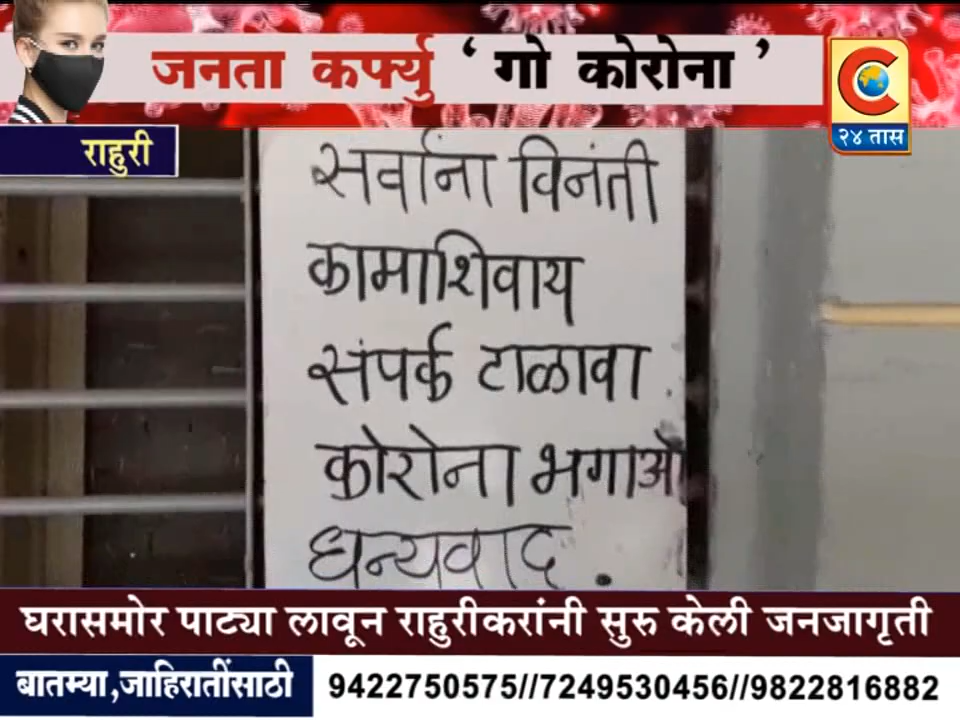 जनता कर्फ्यु ‘ गो कोरोना ’
C
२४ तास
राहुरी
सर्वांना विनंती
कामाशिवाय
संपर्क टाळावा.
कोरोना भगाओ
धन्यवाद.
घरासमोर पाट्या लावून राहुरीकरांनी सुरु केली जनजागृती
बातम्या,जाहिरातींसाठी
9422750575//7249530456//9822816882